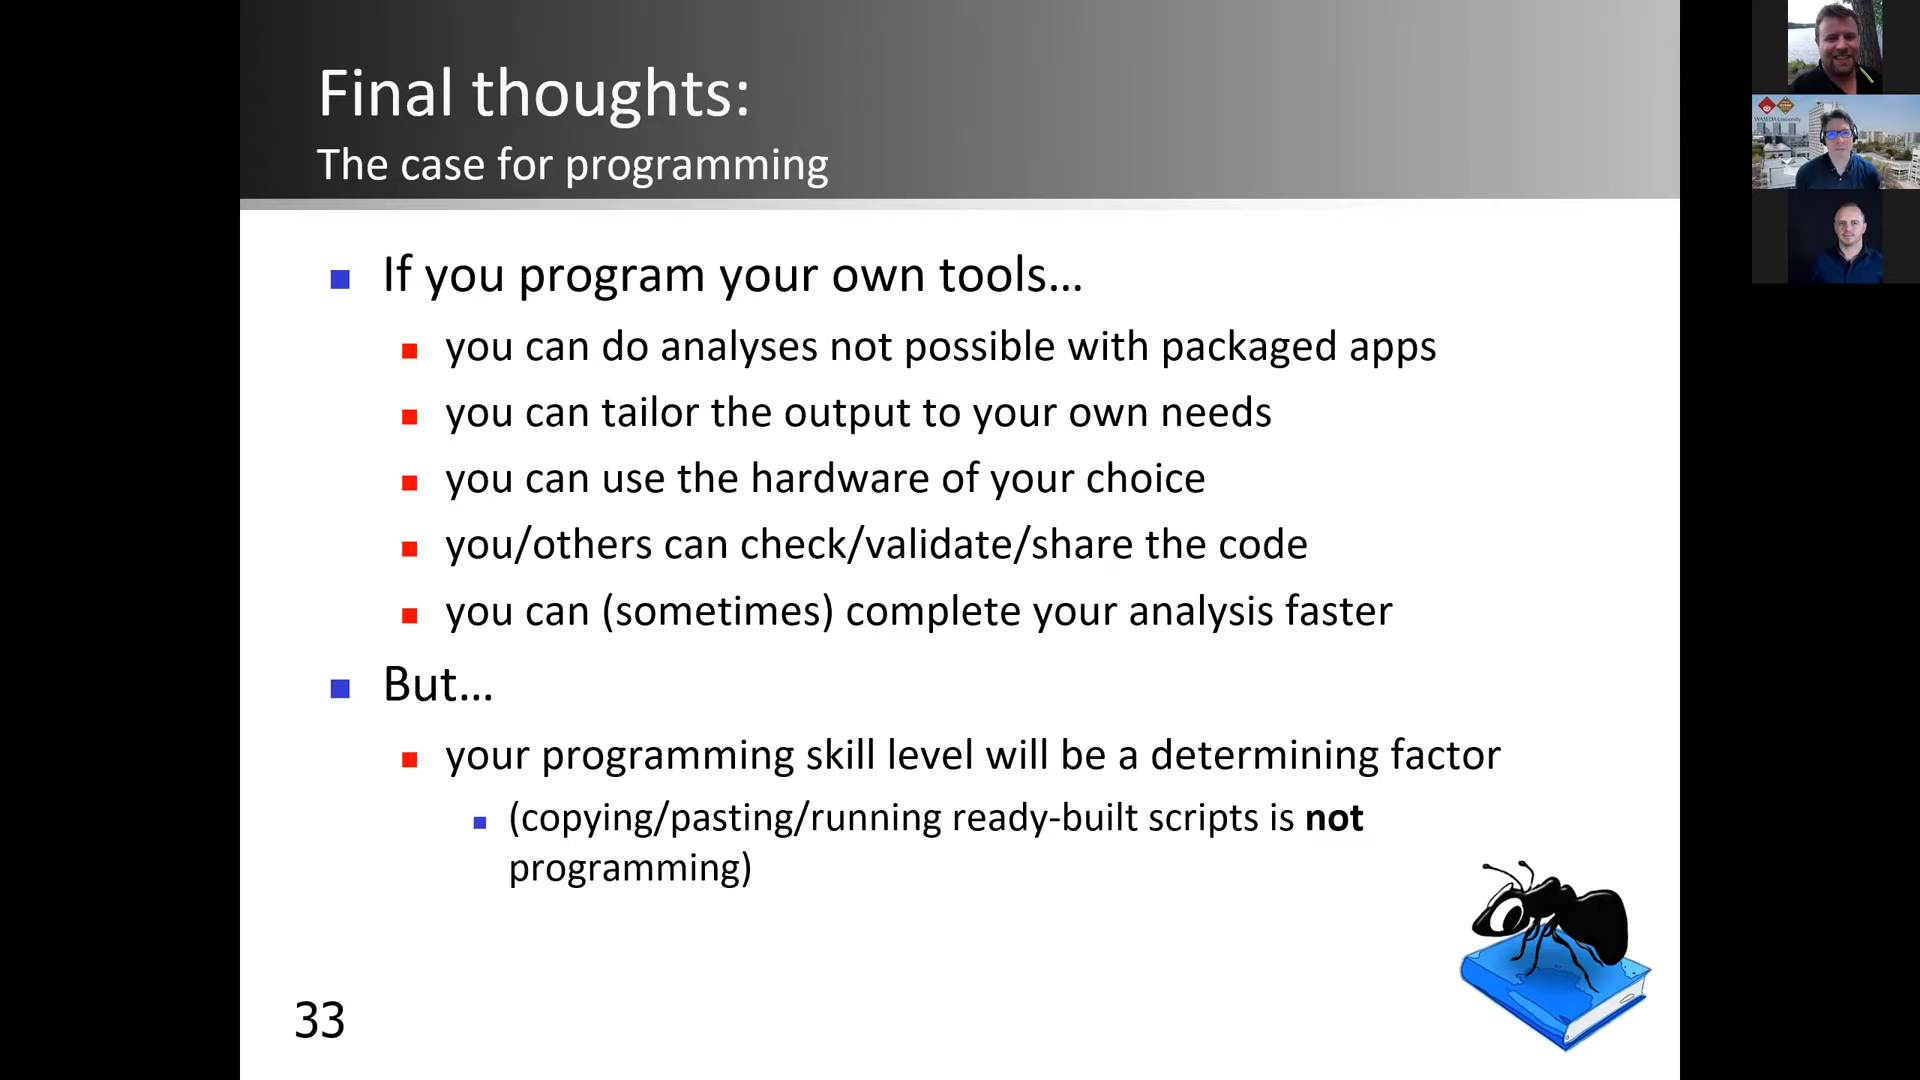 Final thoughts:
The case for programming
If you program your own tools…
you can do analyses not possible with packaged apps
you can tailor the output to your own needs
you can use the hardware of your choice
you/others can check/validate/share the code
you can (sometimes) complete your analysis faster
But…
your programming skill level will be a determining factor
(copying/pasting/running ready-built scripts is not
programming)
33
WASEDA University